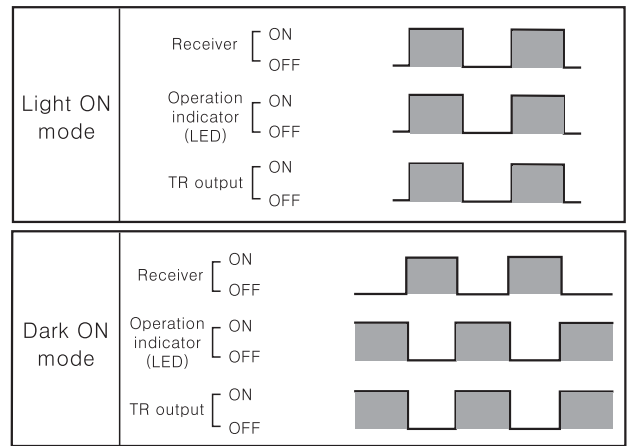 Light ON
mode
Receiver
ON
OFF
Operation
indicator
(LED)
ON
OFF
TR output
ON
OFF
Dark ON
mode
Receiver
ON
OFF
Operation
indicator
(LED)
ON
OFF
TR output
ON
OFF